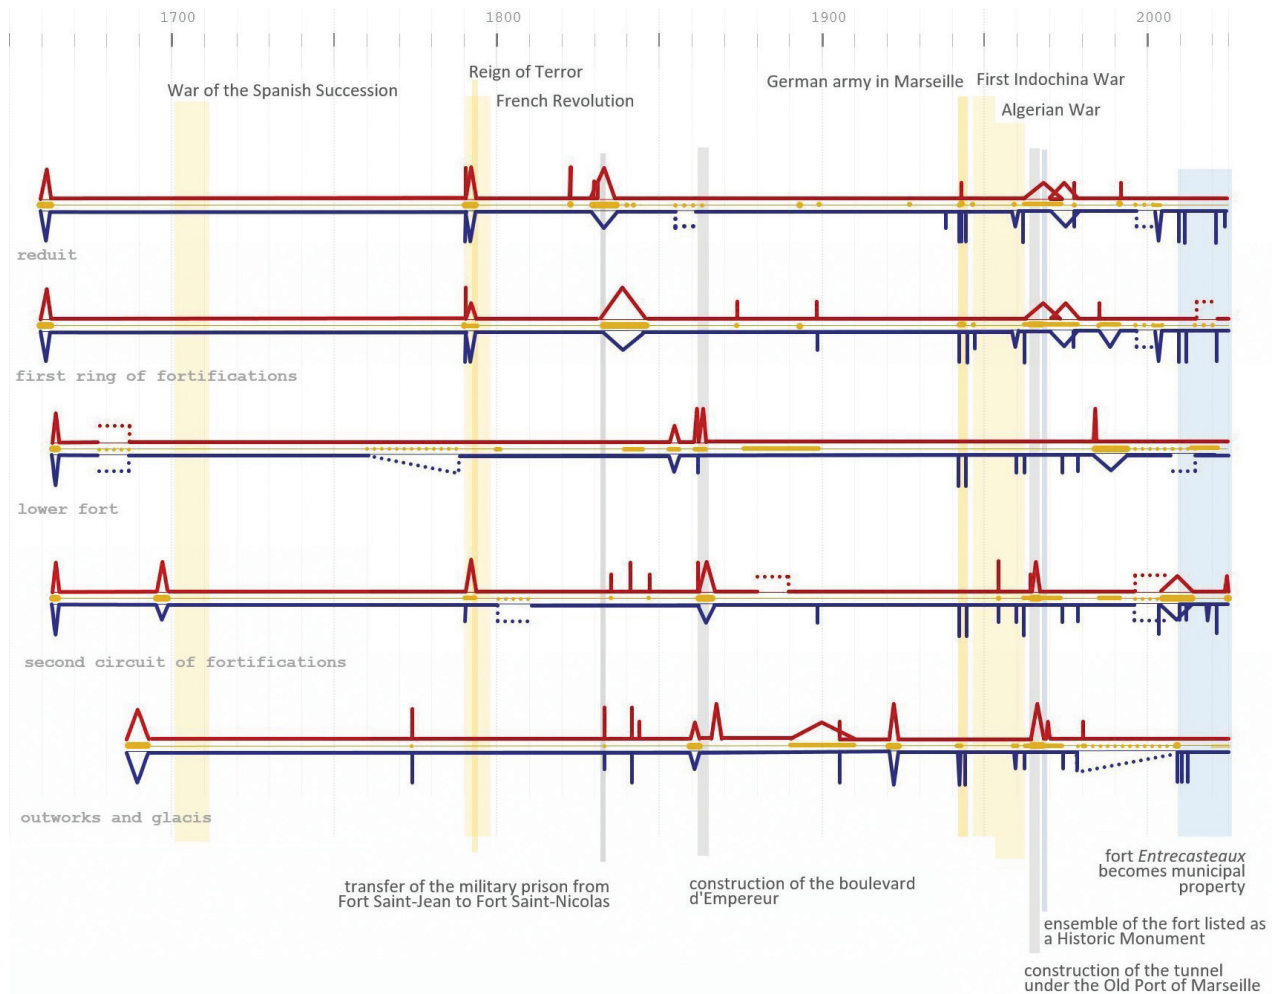 1700
1800
1900
2000
Reign of Terror
War of the Spanish Succession
French Revolution
German army in Marseille
First Indochina War
Algerian War
reduit
first ring of fortifications
lower fort
second circuit of fortifications
outworks and glacis
transfer of the military prison from
Fort Saint-Jean to Fort Saint-Nicolas
construction of the boulevard
d'Empereur
fort Entrecasteaux
becomes municipal
property
ensemble of the fort listed as
a Historic Monument
construction of the tunnel
under the Old Port of Marseille